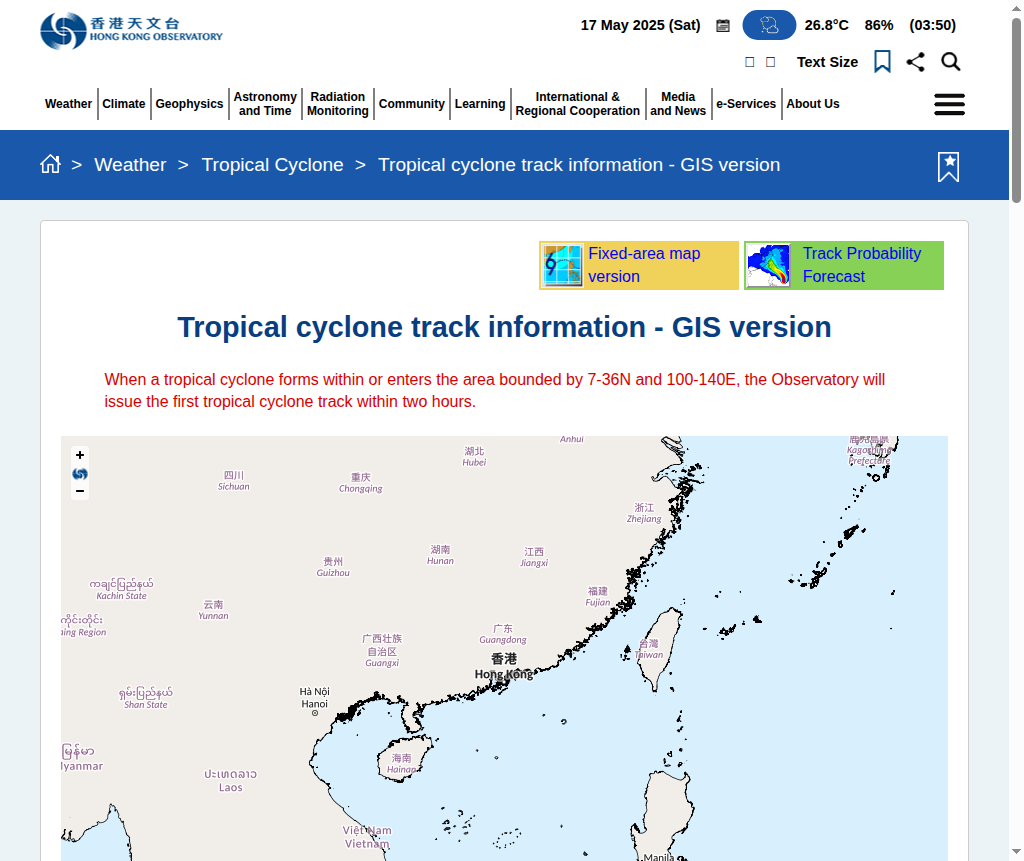 香港天文台
HONG KONG OBSERVATORY
17 May 2025 (Sat) 26.8°C 86% (03:50)
Text Size
Weather
Climate
Geophysics
Astronomy
and Time
Radiation
Monitoring
Community
Learning
International &
Regional Cooperation
Media
and News
e-Services
About Us
> Weather > Tropical Cyclone > Tropical cyclone track information - GIS version
Fixed-area map
version
Track Probability
Forecast
Tropical cyclone track information - GIS version
When a tropical cyclone forms within or enters the area bounded by 7-36N and 100-140E, the Observatory will
issue the first tropical cyclone track within two hours.
+
−
Anhui
湖北
Hubei
Kagoshima
Prefecture
四川
Sichuan
重庆
Chongqing
浙江
Zhejiang
湖南
Hunan
江西
Jiangxi
贵州
Guizhou
ကချင်ပြည်နယ်
Kachin State
云南
Yunnan
福建
Fujian
ကိုင်းတိုင်း
ing Region
广东
Guangdong
广西壮族
自治区
Guangxi
台灣
Taiwan
香港
Hong Kong
ရှမ်းပြည်နယ်
Shan State
Hà Nội
Hanoi
မြန်မာ
lyanmar
海南
Hainan
ປະເທດລາວ
Laos
Việt Nam
Vietnam
Manila